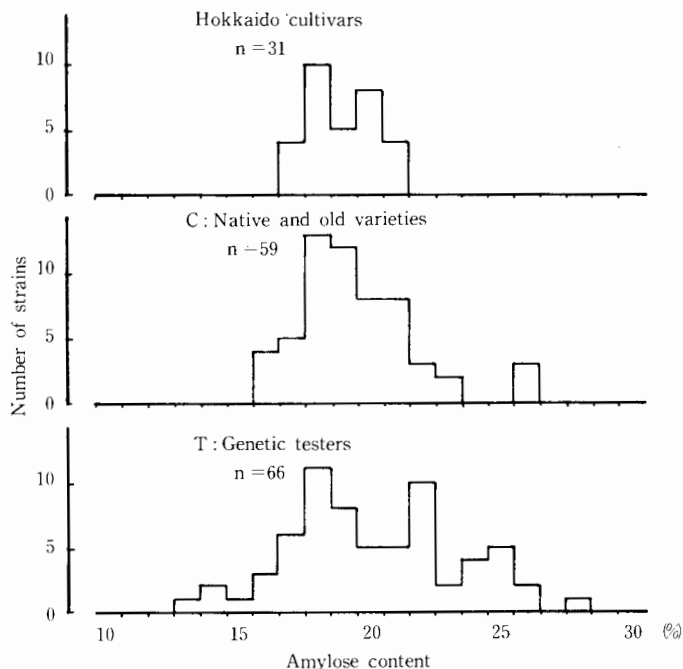 Hokkaido cultivars
n = 31
10
5
0
C : Native and old varieties
n = 59
10
5
0
Number of strains
T : Genetic testers
n = 66
10
5
0
10 15 20 25 30 (%)
Amylose content